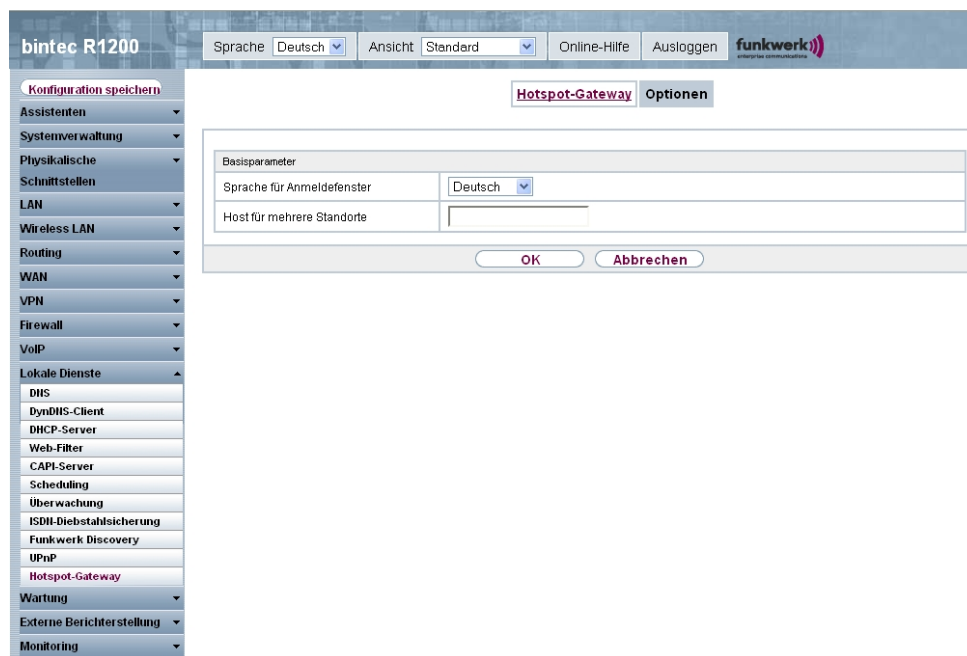 bintec R1200
Sprache Deutsch Ansicht Standard Online-Hilfe Ausloggen funkwerk
enterprise communications
Konfiguration speichern
Assistenten
Systemverwaltung
Physikalische
Schnittstellen
LAN
Wireless LAN
Routing
WAN
VPN
Firewall
VoIP
Lokale Dienste
DNS
DynDNS-Client
DHCP-Server
Web-Filter
CAPI-Server
Scheduling
Überwachung
ISDN-Diebstahlsicherung
Funkwerk Discovery
UPnP
Hotspot-Gateway
Wartung
Externe Berichterstellung
Monitoring
Hotspot-Gateway Optionen
Basisparameter
Sprache für Anmeldefenster Deutsch
Host für mehrere Standorte
OK Abbrechen